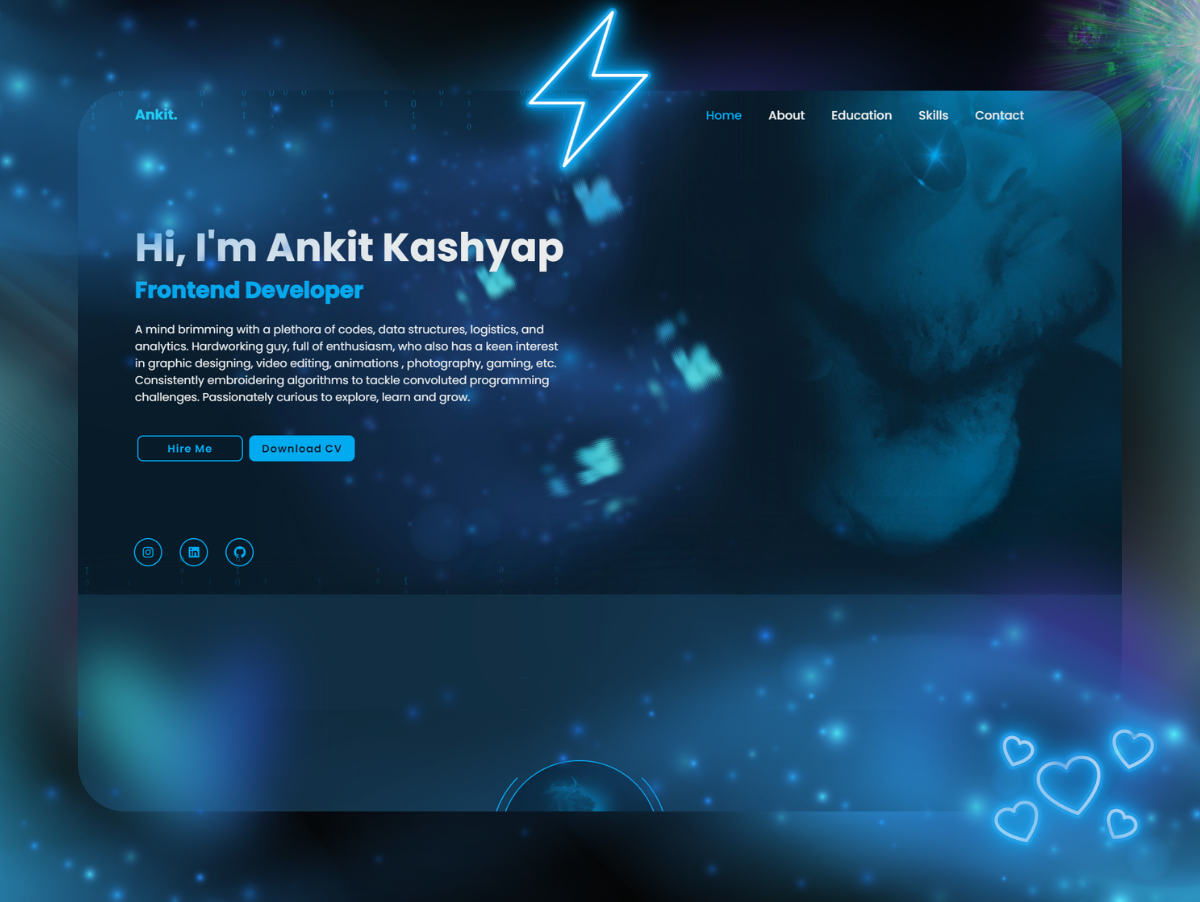 Ankit.
Home About Education Skills Contact
Hi, I'm Ankit Kashyap
Frontend Developer
A mind brimming with a plethora of codes, data structures, logistics, and
analytics. Hardworking guy, full of enthusiasm, who also has a keen interest
in graphic designing, video editing, animations , photography, gaming, etc.
Consistently embroidering algorithms to tackle convoluted programming
challenges. Passionately curious to explore, learn and grow.
Hire Me Download CV